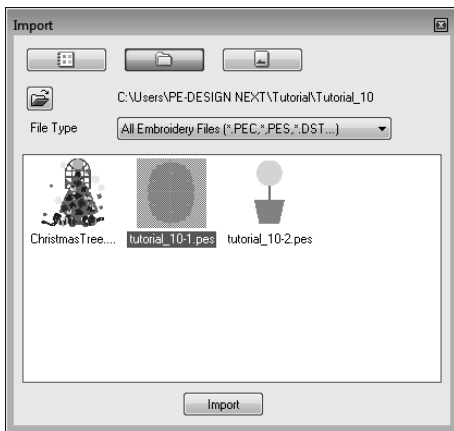 Import
C:\Users\PE-DESIGN NEXT\Tutorial\Tutorial_10
File Type All Embroidery Files (*.PEC,*,PES,*.DST...)
ChristmasTree.... tutorial_10-1.pes tutorial_10-2.pes
Import